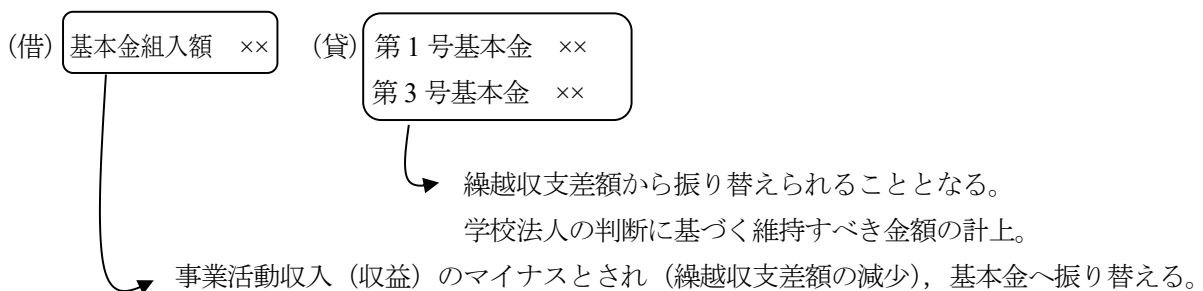 （借） 基本金組入額　××　（貸） 第1号基本金　××
第3号基本金　××
繰越収支差額から振り替えられることとなる。
学校法人の判断に基づく維持すべき金額の計上。
事業活動収入（収益）のマイナスとされ（繰越収支差額の減少），基本金へ振り替える。